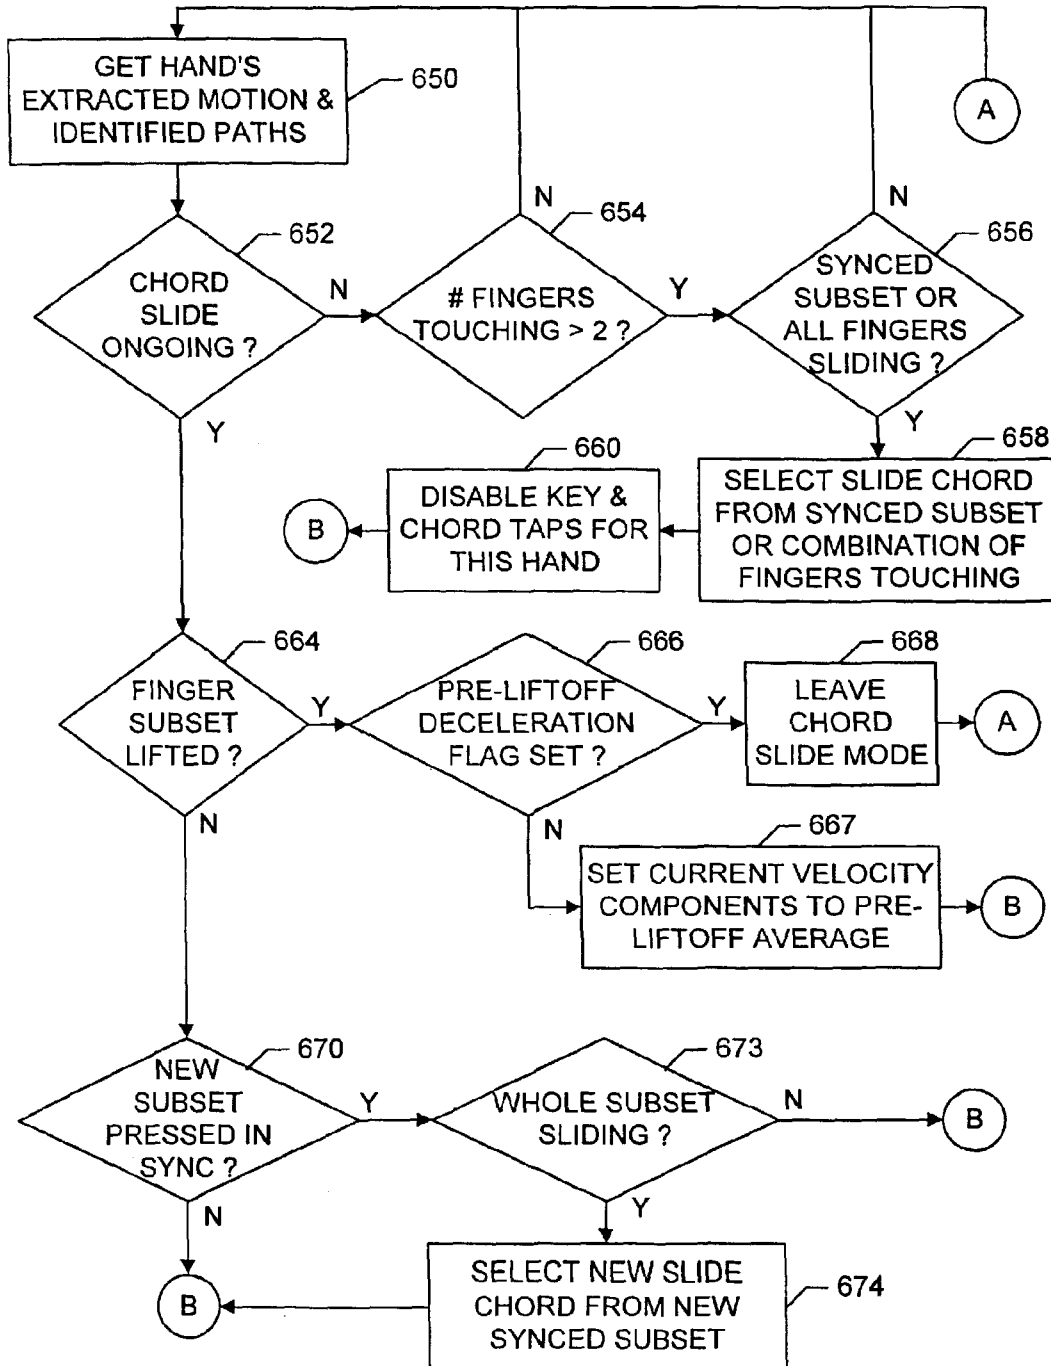 GET HAND'S
EXTRACTED MOTION &
IDENTIFIED PATHS
650
A
652
CHORD
SLIDE
ONGOING ?
N
Y
N
654
# FINGERS
TOUCHING > 2 ?
Y
N
656
SYNCED
SUBSET OR
ALL FINGERS
SLIDING ?
Y
658
SELECT SLIDE CHORD
FROM SYNCED SUBSET
OR COMBINATION OF
FINGERS TOUCHING
660
DISABLE KEY &
CHORD TAPS FOR
THIS HAND
B
664
FINGER
SUBSET
LIFTED ?
Y
N
666
PRE-LIFTOFF
DECELERATION
FLAG SET ?
Y
N
668
LEAVE
CHORD
SLIDE MODE
A
667
SET CURRENT VELOCITY
COMPONENTS TO PRE-
LIFTOFF AVERAGE
B
670
NEW
SUBSET
PRESSED IN
SYNC ?
Y
N
673
WHOLE SUBSET
SLIDING ?
N
B
Y
B
SELECT NEW SLIDE
CHORD FROM NEW
SYNCED SUBSET
674